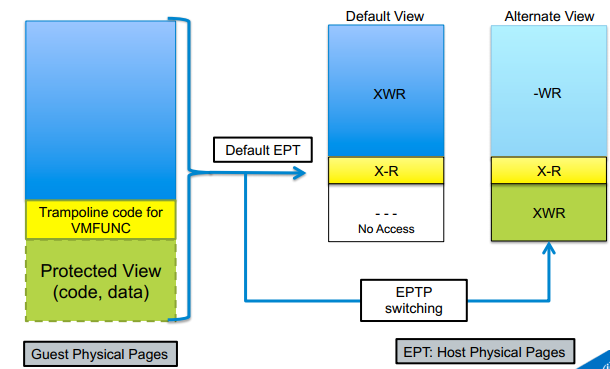 Default View
Alternate View
XWR
-WR
Default EPT
X-R
X-R
Trampoline code for
VMFUNC
- - -
No Access
XWR
Protected View
(code, data)
EPTP
switching
Guest Physical Pages
EPT: Host Physical Pages